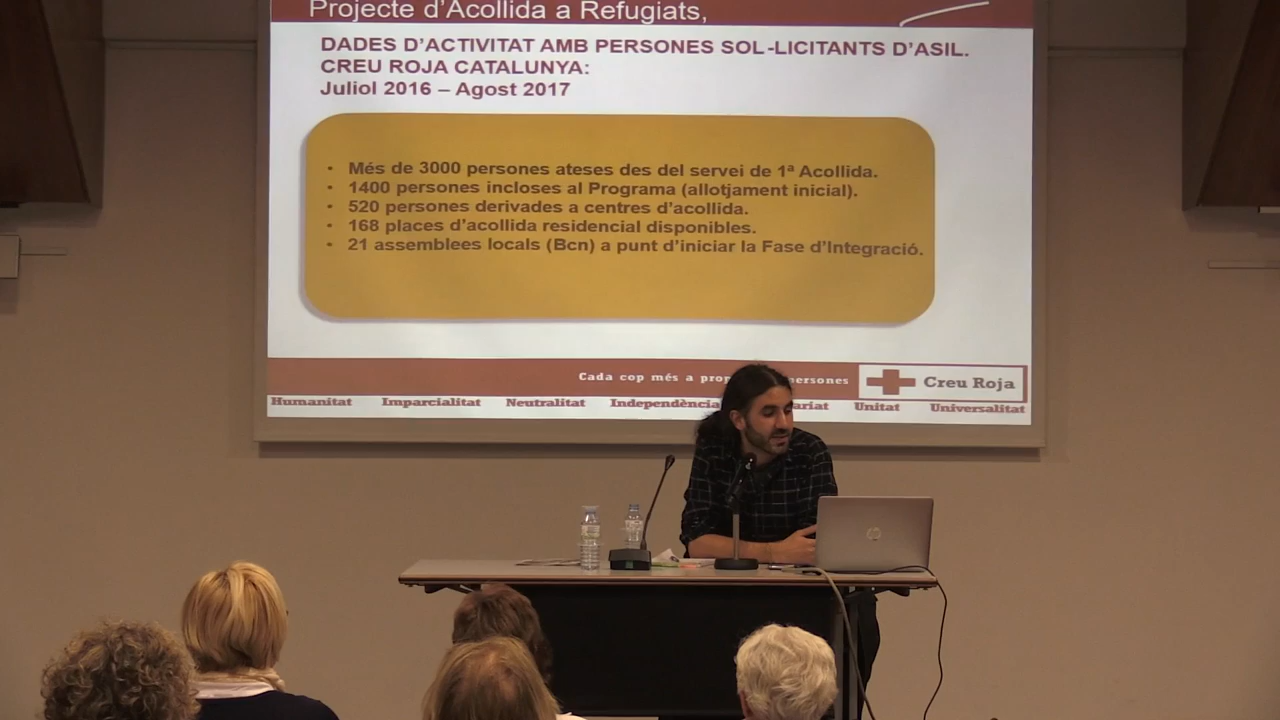 Projecte d'Acollida a Refugiats,
DADES D'ACTIVITAT AMB PERSONES SOL-LICITANTS D'ASIL.
CREU ROJA CATALUNYA:
Juliol 2016 – Agost 2017
• Més de 3000 persones ateses des del servei de 1ª Acollida.
• 1400 persones incloses al Programa (allotjament inicial).
• 520 persones derivades a centres d'acollida.
• 168 places d'acollida residencial disponibles.
• 21 assemblees locals (Bcn) a punt d'iniciar la Fase d'Integració.
Cada cop més a prop persones
Creu Roja
Humanitat Imparcialitat Neutralitat Independència Unitat Universalitat
hp